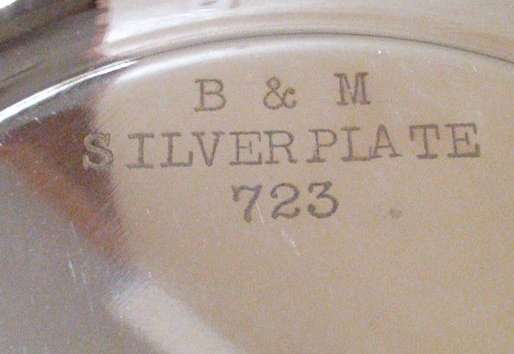 B & M
SILVERPLATE
723